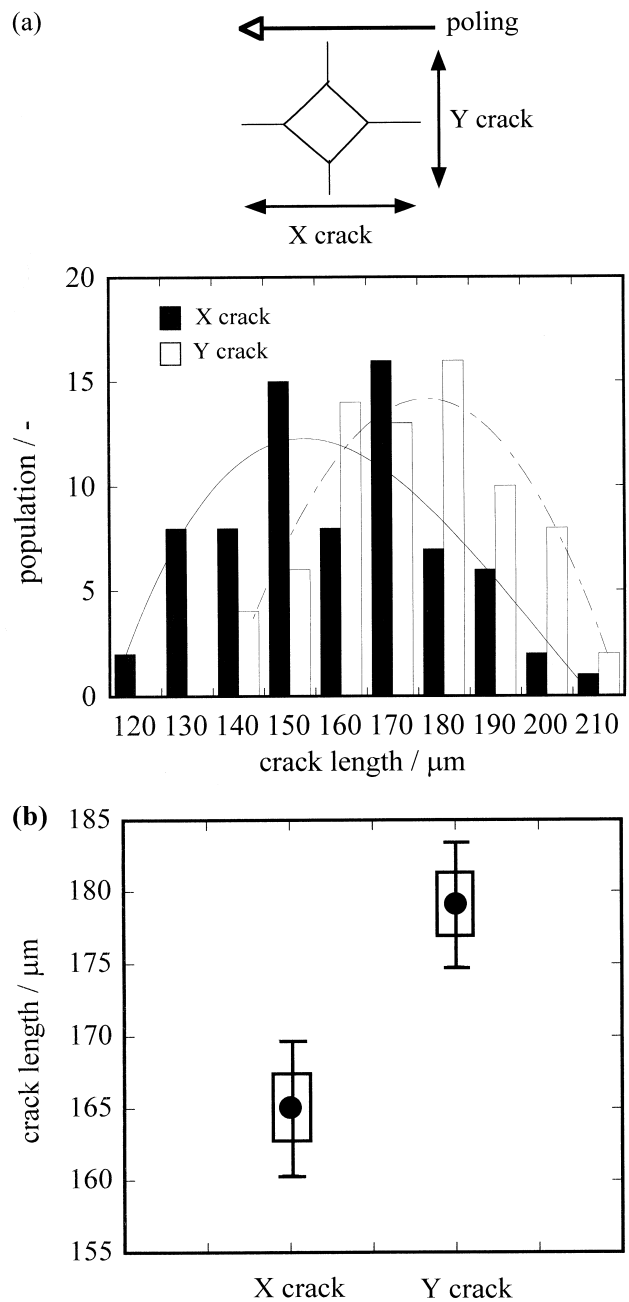 (a)
poling
Y crack
X crack
20
15
10
5
0
population / -
X crack
Y crack
120 130 140 150 160 170 180 190 200 210
crack length / μm
(b)
185
180
175
170
165
160
155
crack length / μm
X crack Y crack